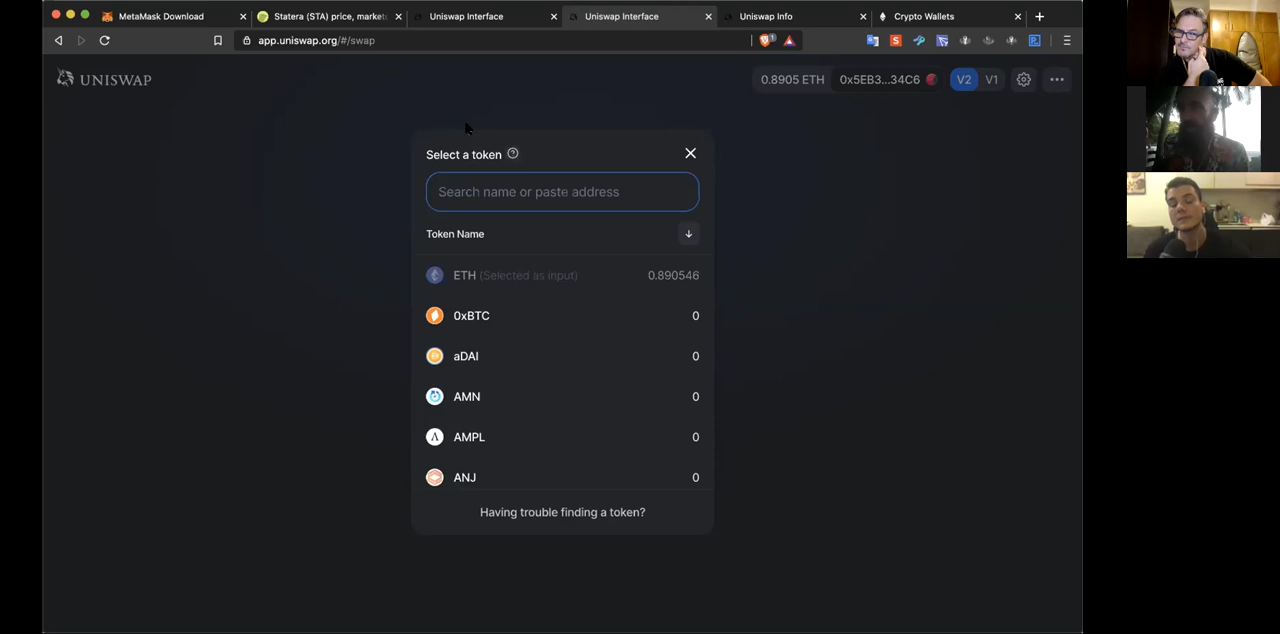 MetaMask Download
Statera (STA) price, market
Uniswap Interface
Uniswap Interface
Uniswap Info
Crypto Wallets
app.uniswap.org/#/swap
UNISWAP
0.8905 ETH
0x5EB3...34C6
V2
V1
Select a token
Search name or paste address
Token Name
ETH (Selected as input)
0.890546
0xBTC
0
aDAI
0
AMN
0
AMPL
0
ANJ
0
Having trouble finding a token?